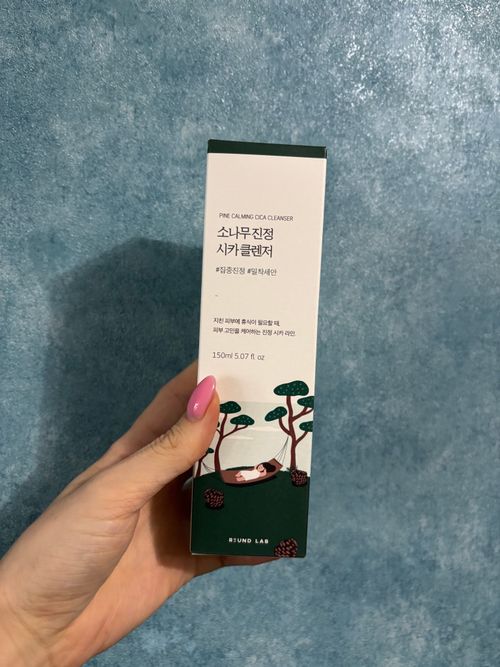 PINE CALMING CICA CLEANSER
소나무 진정
시카 클렌저
#집중진정 #밀착세안
지친 피부에 휴식이 필요할 때,
피부 고민을 케어하는 진정 시카 라인.
150ml 5.07 fl. oz
ROUND LAB